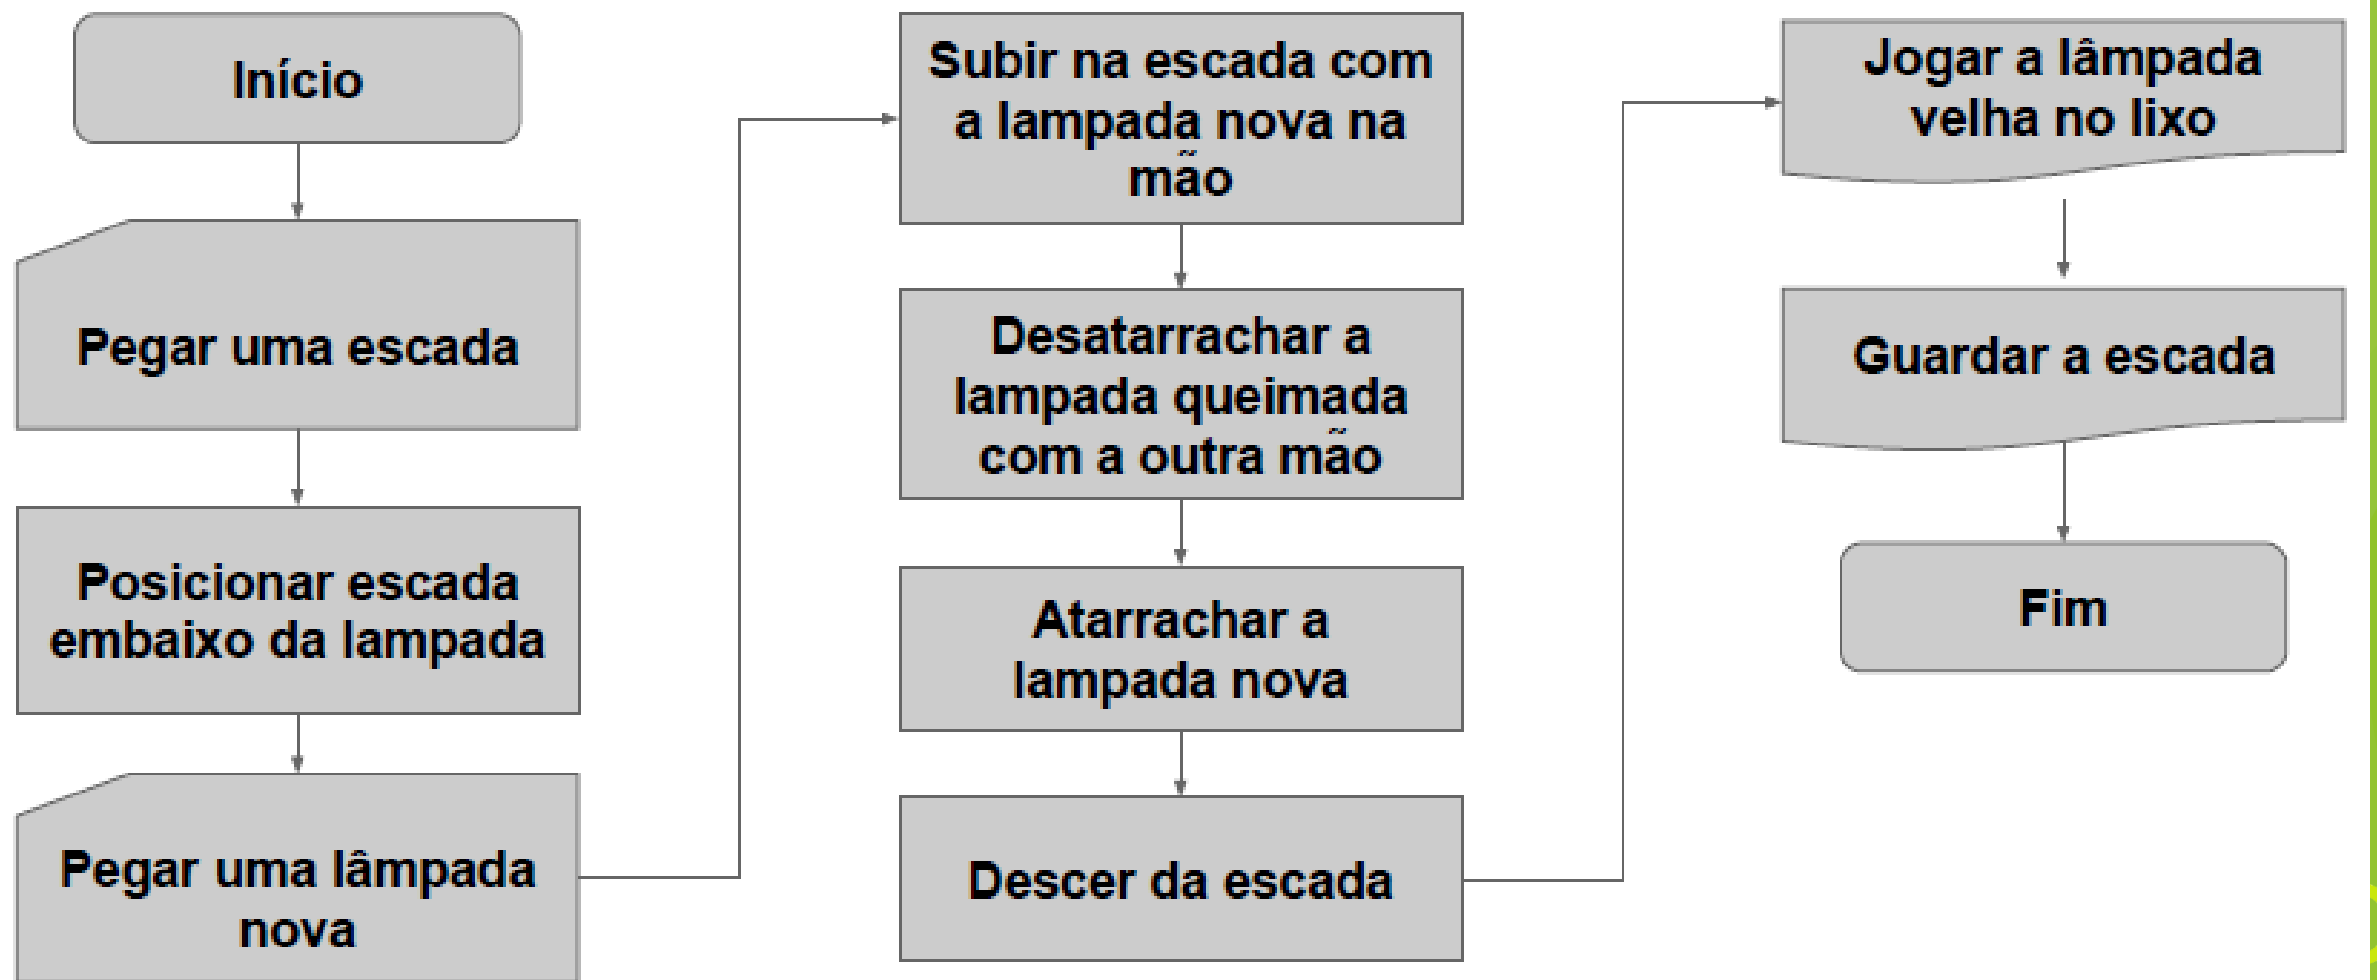 Início
Pegar uma escada
Posicionar escada
embaixo da lampada
Pegar uma lâmpada
nova
Subir na escada com
a lampada nova na
mão
Desatarrachar a
lampada queimada
com a outra mão
Atarrachar a
lampada nova
Descer da escada
Jogar a lâmpada
velha no lixo
Guardar a escada
Fim